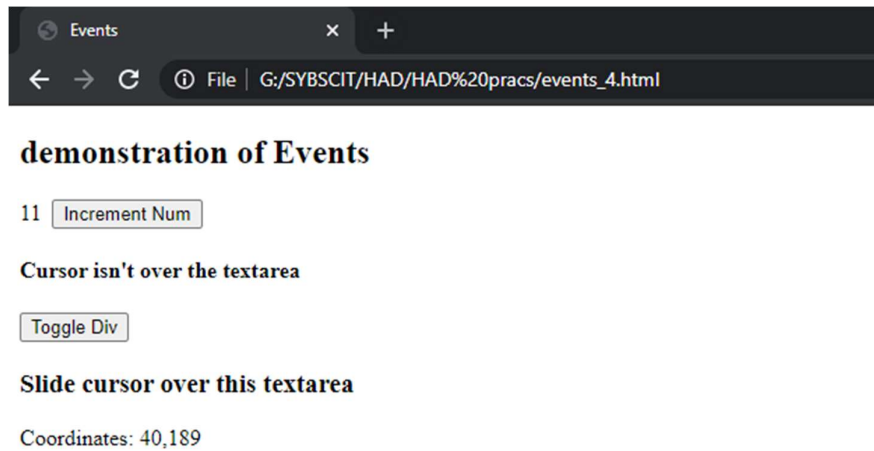 Events
File G:/SYBSCIT/HAD/HAD%20pracs/events_4.html
demonstration of Events
11 Increment Num
Cursor isn't over the textarea
Toggle Div
Slide cursor over this textarea
Coordinates: 40,189